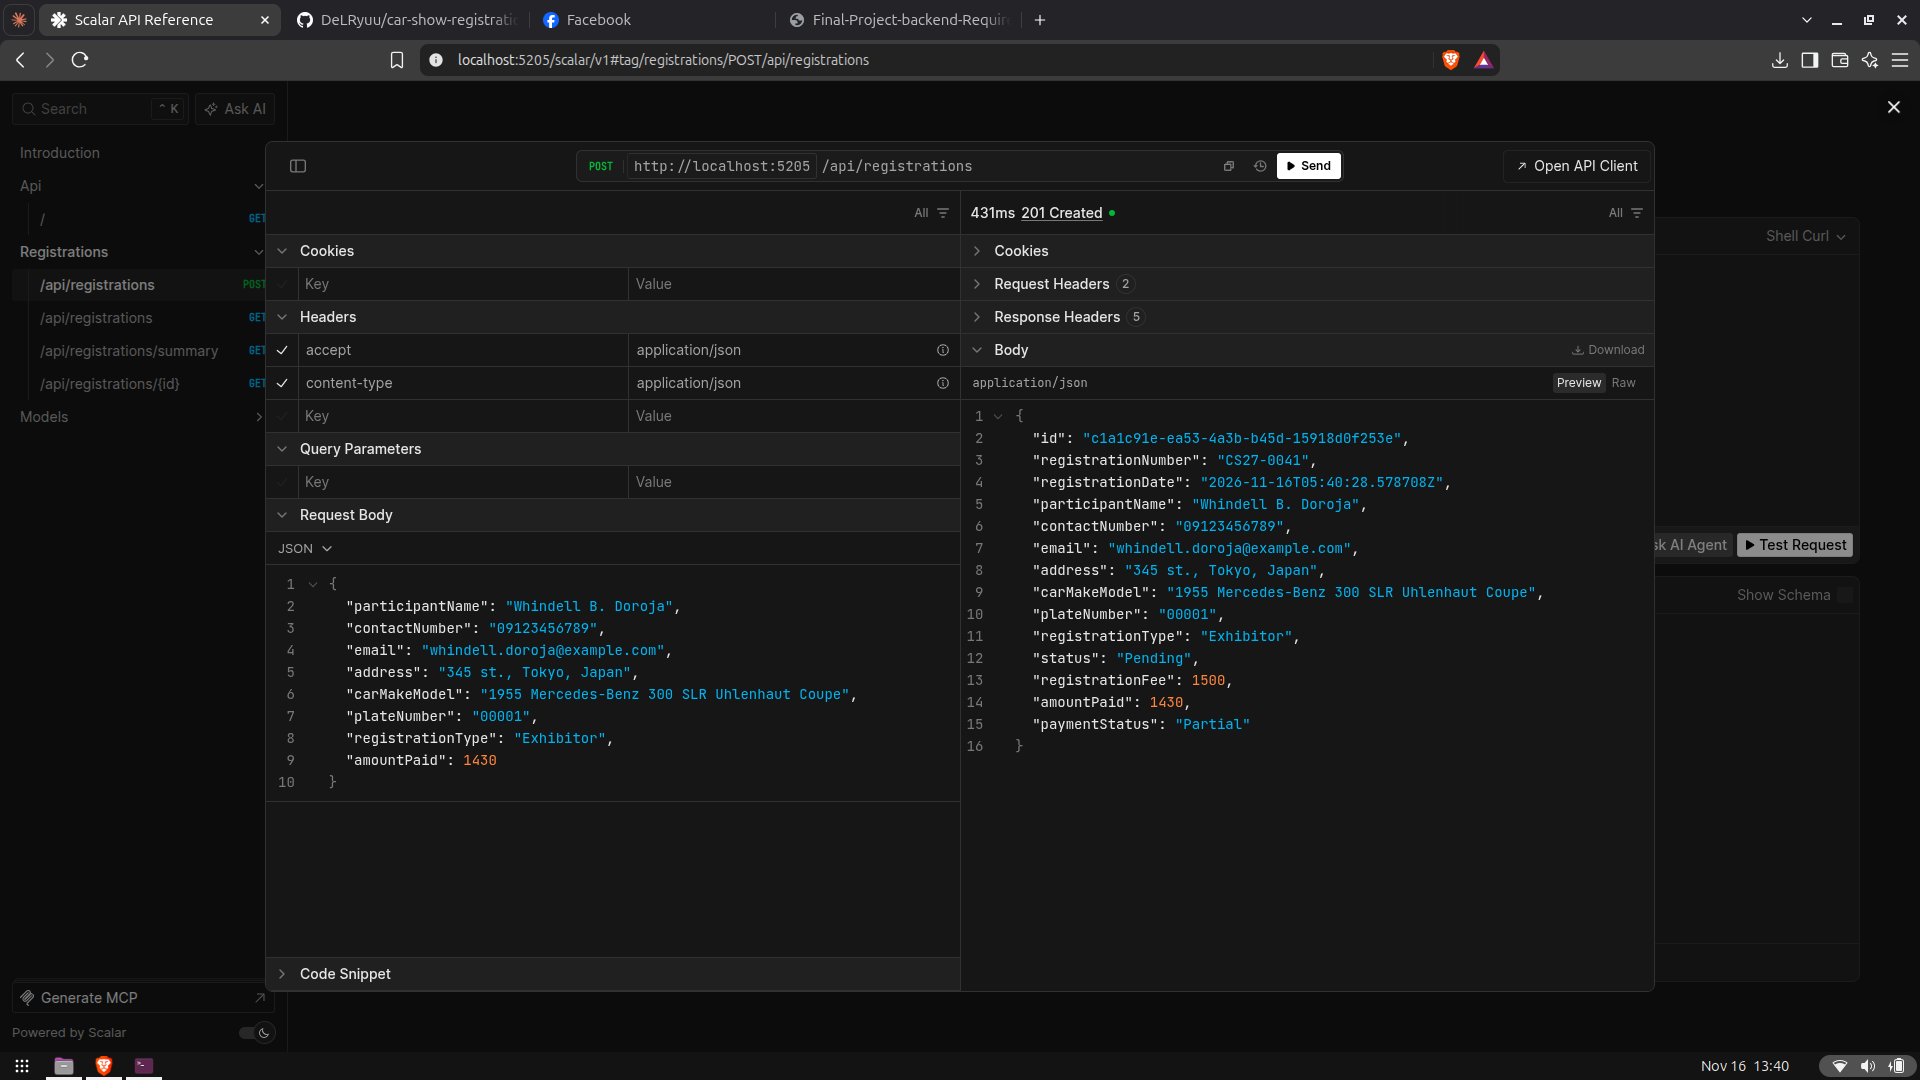 Scalar API Reference
DeLRyuu/car-show-registratio
Facebook
Final-Project-backend-Require
localhost:5205/scalar/v1#tag/registrations/POST/api/registrations
Search
⌃ K
Ask AI
Introduction
Api
/ GET
Registrations
/api/registrations POST
/api/registrations GET
/api/registrations/summary GET
/api/registrations/{id} GET
Models
Generate MCP
Powered by Scalar
POST http://localhost:5205 /api/registrations
Send
Open API Client
All
Cookies
Key Value
Headers
accept application/json
content-type application/json
Key Value
Query Parameters
Key Value
Request Body
JSON
1 {
2 "participantName": "Whindell B. Doroja",
3 "contactNumber": "09123456789",
4 "email": "whindell.doroja@example.com",
5 "address": "345 st., Tokyo, Japan",
6 "carMakeModel": "1955 Mercedes-Benz 300 SLR Uhlenhaut Coupe",
7 "plateNumber": "00001",
8 "registrationType": "Exhibitor",
9 "amountPaid": 1430
10 }
Code Snippet
431ms 201 Created
All
Cookies
Request Headers 2
Response Headers 5
Body
Download
application/json
Preview Raw
1 {
2 "id": "c1a1c91e-ea53-4a3b-b45d-15918d0f253e",
3 "registrationNumber": "CS27-0041",
4 "registrationDate": "2026-11-16T05:40:28.578708Z",
5 "participantName": "Whindell B. Doroja",
6 "contactNumber": "09123456789",
7 "email": "whindell.doroja@example.com",
8 "address": "345 st., Tokyo, Japan",
9 "carMakeModel": "1955 Mercedes-Benz 300 SLR Uhlenhaut Coupe",
10 "plateNumber": "00001",
11 "registrationType": "Exhibitor",
12 "status": "Pending",
13 "registrationFee": 1500,
14 "amountPaid": 1430,
15 "paymentStatus": "Partial"
16 }
Shell Curl
sk AI Agent
Test Request
Show Schema
Nov 16 13:40